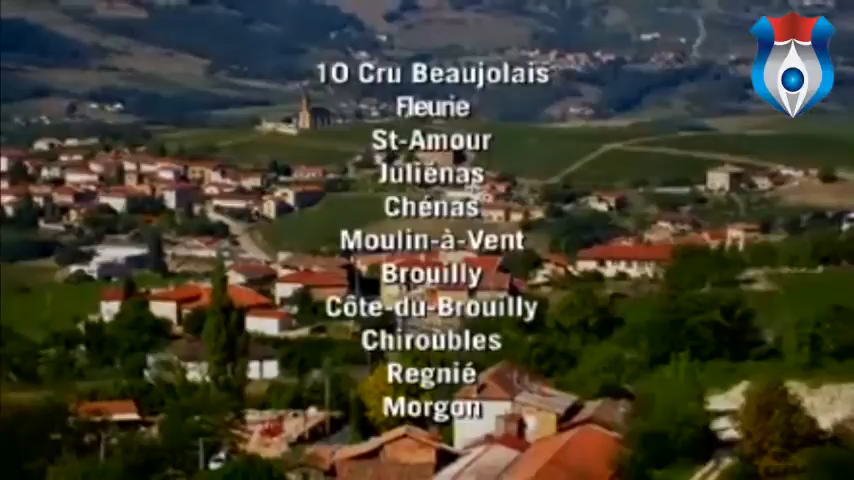 10 Cru Beaujolais
Fleurie
St-Amour
Juliénas
Chénas
Moulin-à-Vent
Brouilly
Côte-du-Brouilly
Chiroubles
Regnié
Morgon